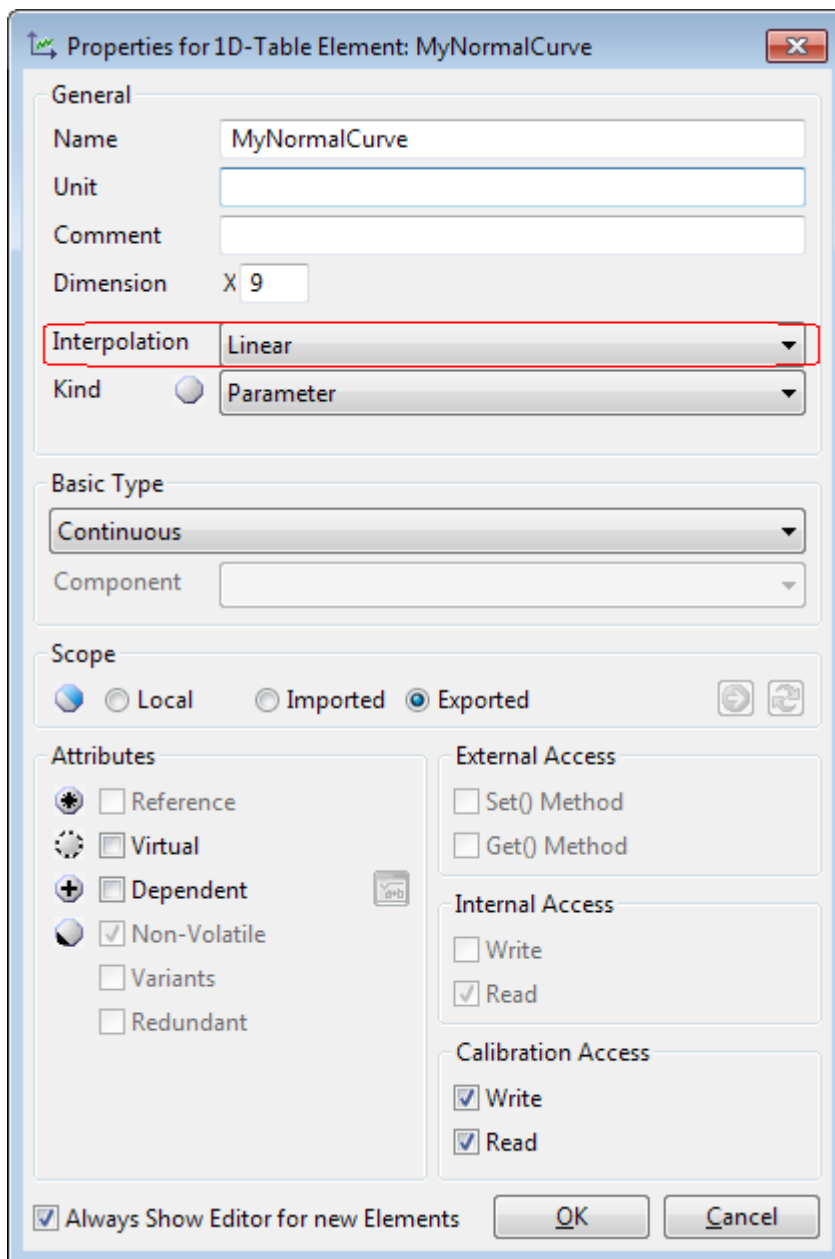 Properties for 1D-Table Element: MyNormalCurve
General
Name MyNormalCurve
Unit
Comment
Dimension X 9
Interpolation Linear
Kind Parameter
Basic Type
Continuous
Component
Scope
Local Imported Exported
Attributes
Reference
Virtual
Dependent
Non-Volatile
Variants
Redundant
External Access
Set() Method
Get() Method
Internal Access
Write
Read
Calibration Access
Write
Read
Always Show Editor for new Elements OK Cancel